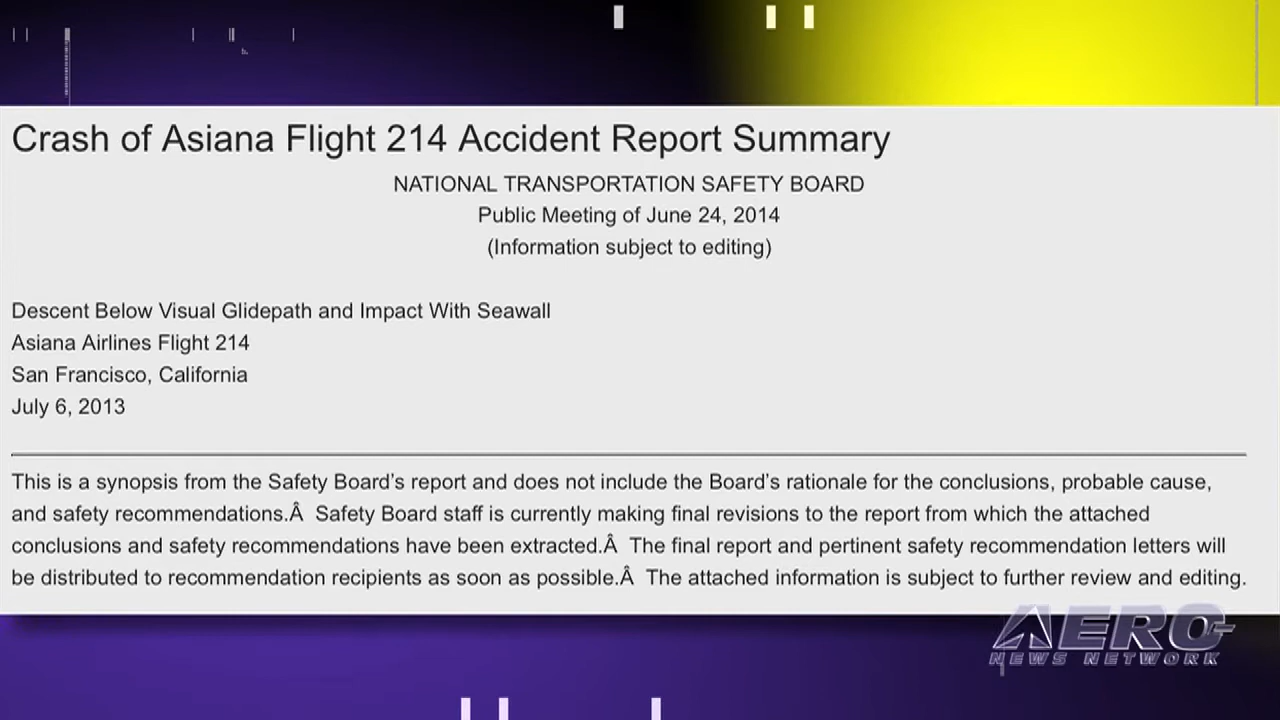 Crash of Asiana Flight 214 Accident Report Summary
NATIONAL TRANSPORTATION SAFETY BOARD
Public Meeting of June 24, 2014
(Information subject to editing)
Descent Below Visual Glidepath and Impact With Seawall
Asiana Airlines Flight 214
San Francisco, California
July 6, 2013
This is a synopsis from the Safety Board's report and does not include the Board's rationale for the conclusions, probable cause,
and safety recommendations.Â  Safety Board staff is currently making final revisions to the report from which the attached
conclusions and safety recommendations have been extracted.Â  The final report and pertinent safety recommendation letters will
be distributed to recommendation recipients as soon as possible.Â  The attached information is subject to further review and editing.
AERO
NEWS NETWORK